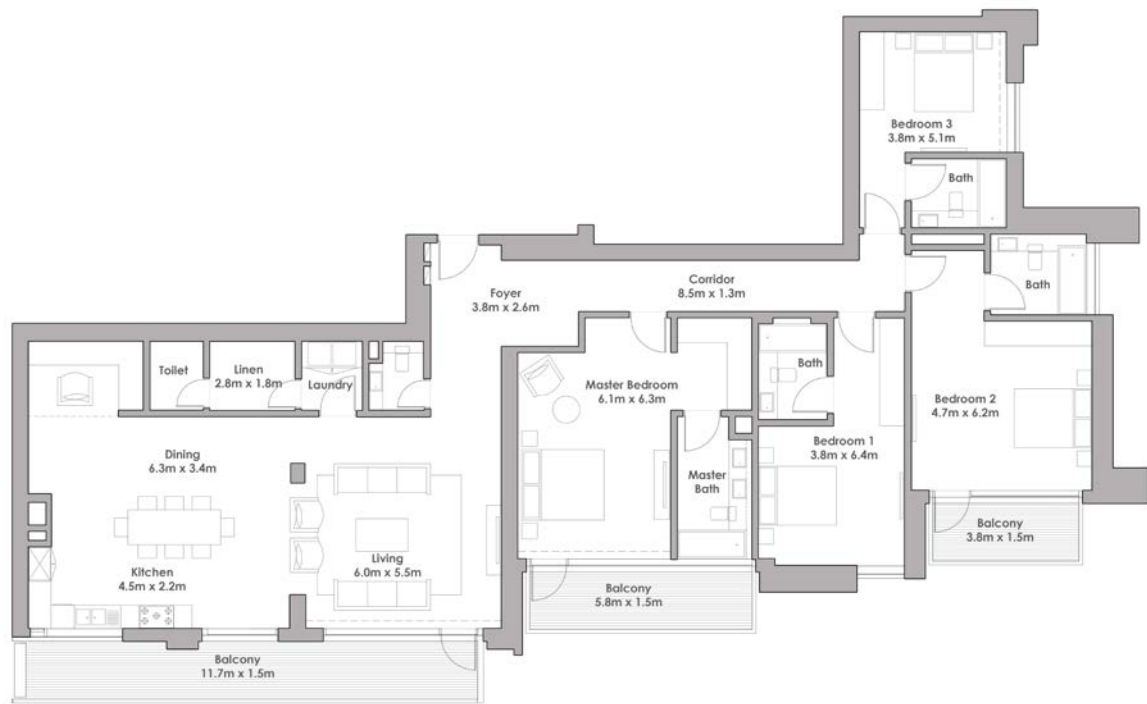 Bedroom 3
3.8m x 5.1m
Bath
Corridor
8.5m x 1.3m
Foyer
3.8m x 2.6m
Bath
Toilet
Linen
2.8m x 1.8m
Laundry
Master Bedroom
6.1m x 6.3m
Bath
Bedroom 2
4.7m x 6.2m
Bedroom 1
3.8m x 6.4m
Dining
6.3m x 3.4m
Master
Bath
Balcony
3.8m x 1.5m
Living
6.0m x 5.5m
Kitchen
4.5m x 2.2m
Balcony
5.8m x 1.5m
Balcony
11.7m x 1.5m